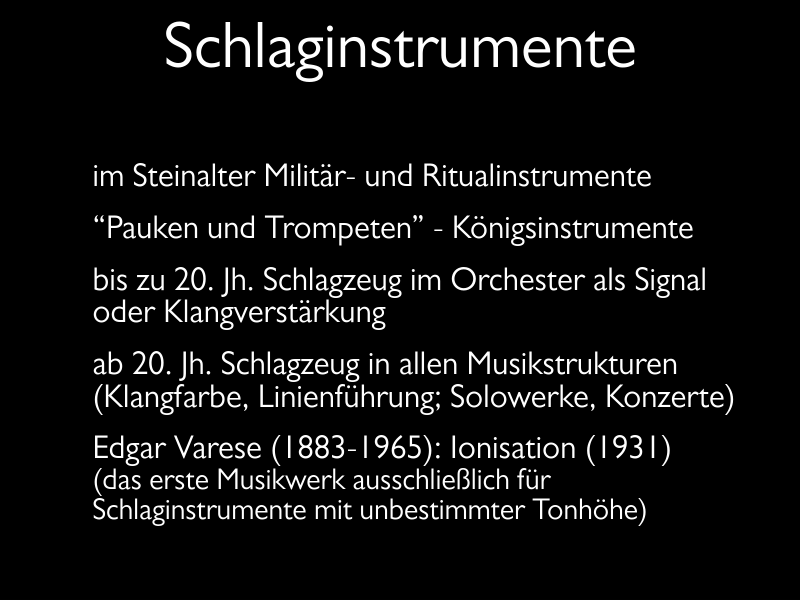 Schlaginstrumente
im Steinalter Militär- und Ritualinstrumente
“Pauken und Trompeten” - Königsinstrumente
bis zu 20. Jh. Schlagzeug im Orchester als Signal
oder Klangverstärkung
ab 20. Jh. Schlagzeug in allen Musikstrukturen
(Klangfarbe, Linienführung; Solowerke, Konzerte)
Edgar Varese (1883-1965): Ionisation (1931)
(das erste Musikwerk ausschließlich für
Schlaginstrumente mit unbestimmter Tonhöhe)